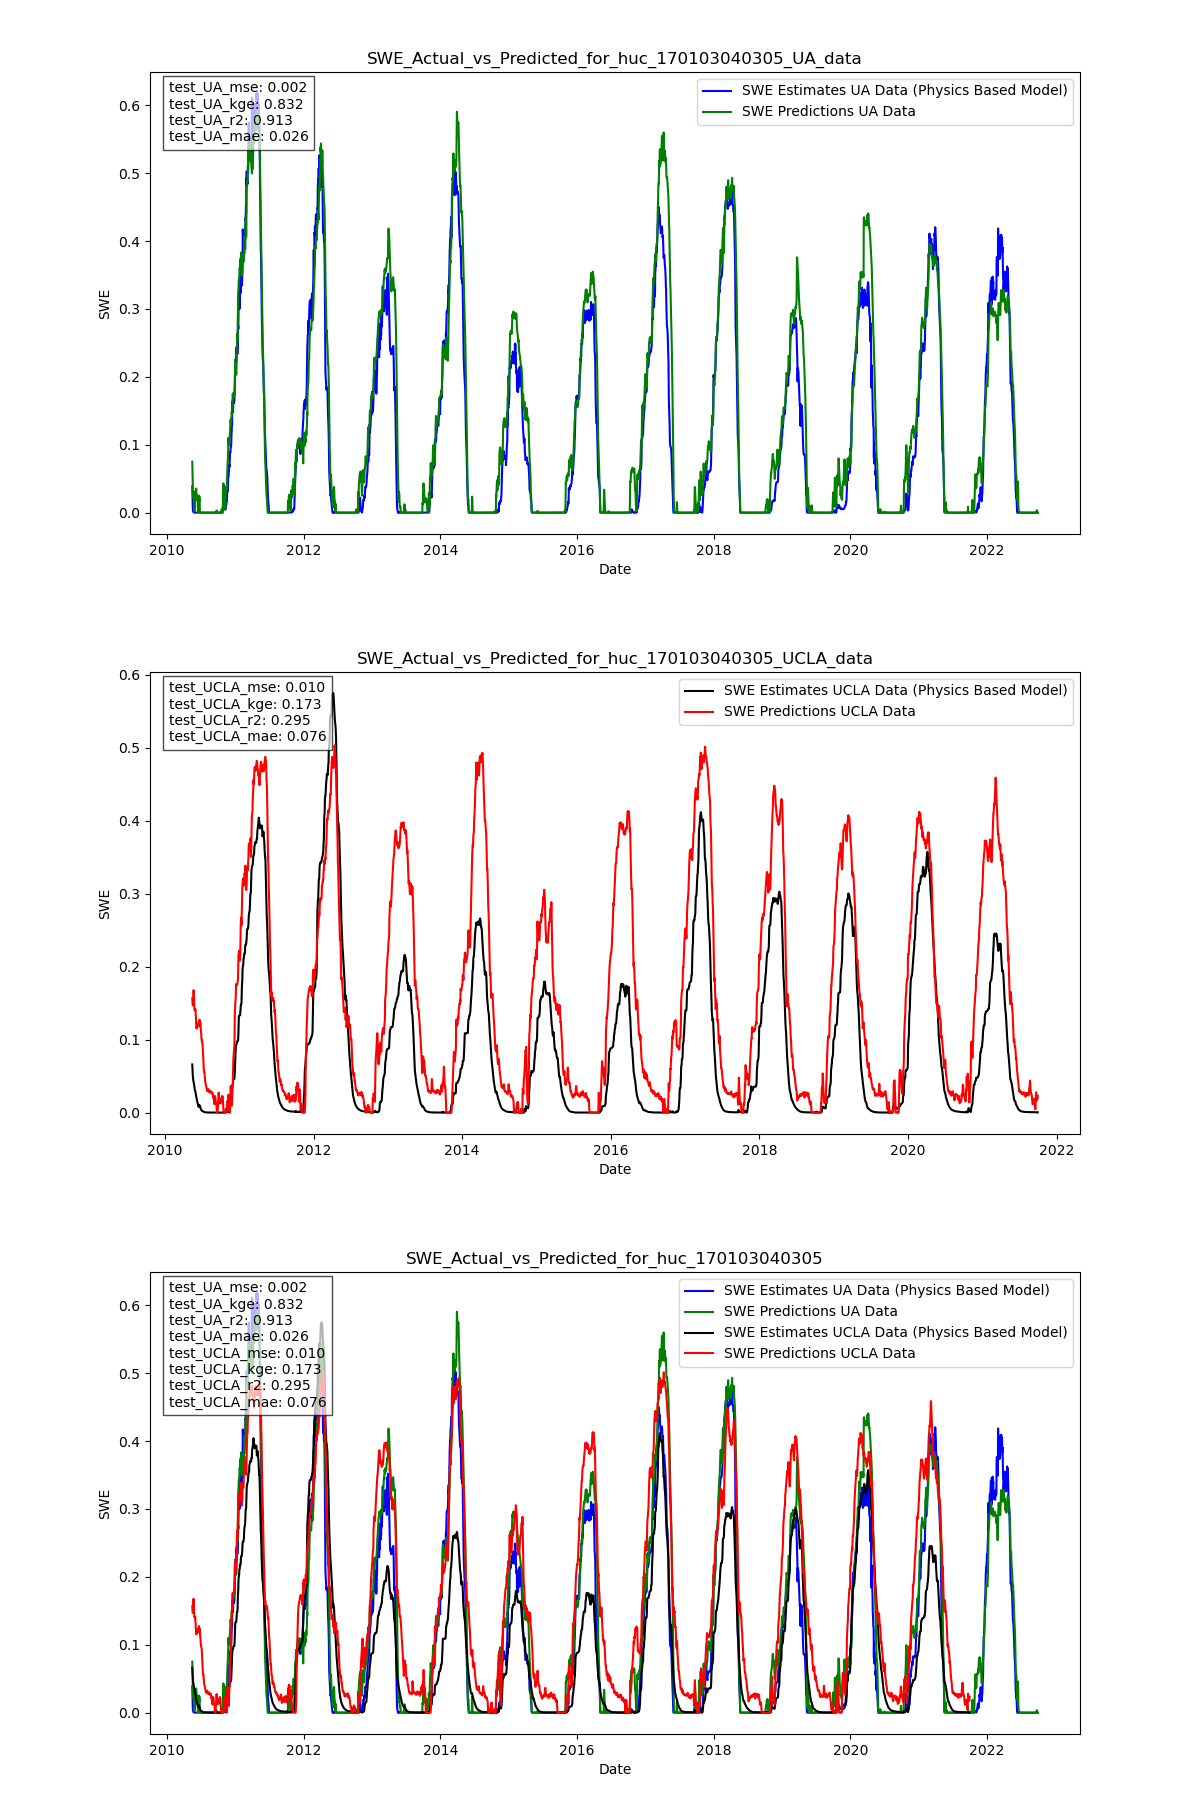 SWE_Actual_vs_Predicted_for_huc_170103040305_UA_data
test_UA_mse: 0.002
test_UA_kge: 0.832
test_UA_r2: 0.913
test_UA_mae: 0.026
SWE Estimates UA Data (Physics Based Model)
SWE Predictions UA Data
0.6
0.5
0.4
0.3
0.2
0.1
0.0
SWE
2010 2012 2014 2016 2018 2020 2022
Date
SWE_Actual_vs_Predicted_for_huc_170103040305_UCLA_data
test_UCLA_mse: 0.010
test_UCLA_kge: 0.173
test_UCLA_r2: 0.295
test_UCLA_mae: 0.076
SWE Estimates UCLA Data (Physics Based Model)
SWE Predictions UCLA Data
0.6
0.5
0.4
0.3
0.2
0.1
0.0
SWE
2010 2012 2014 2016 2018 2020 2022
Date
SWE_Actual_vs_Predicted_for_huc_170103040305
test_UA_mse: 0.002
test_UA_kge: 0.832
test_UA_r2: 0.913
test_UA_mae: 0.026
test_UCLA_mse: 0.010
test_UCLA_kge: 0.173
test_UCLA_r2: 0.295
test_UCLA_mae: 0.076
SWE Estimates UA Data (Physics Based Model)
SWE Predictions UA Data
SWE Estimates UCLA Data (Physics Based Model)
SWE Predictions UCLA Data
0.6
0.5
0.4
0.3
0.2
0.1
0.0
SWE
2010 2012 2014 2016 2018 2020 2022
Date